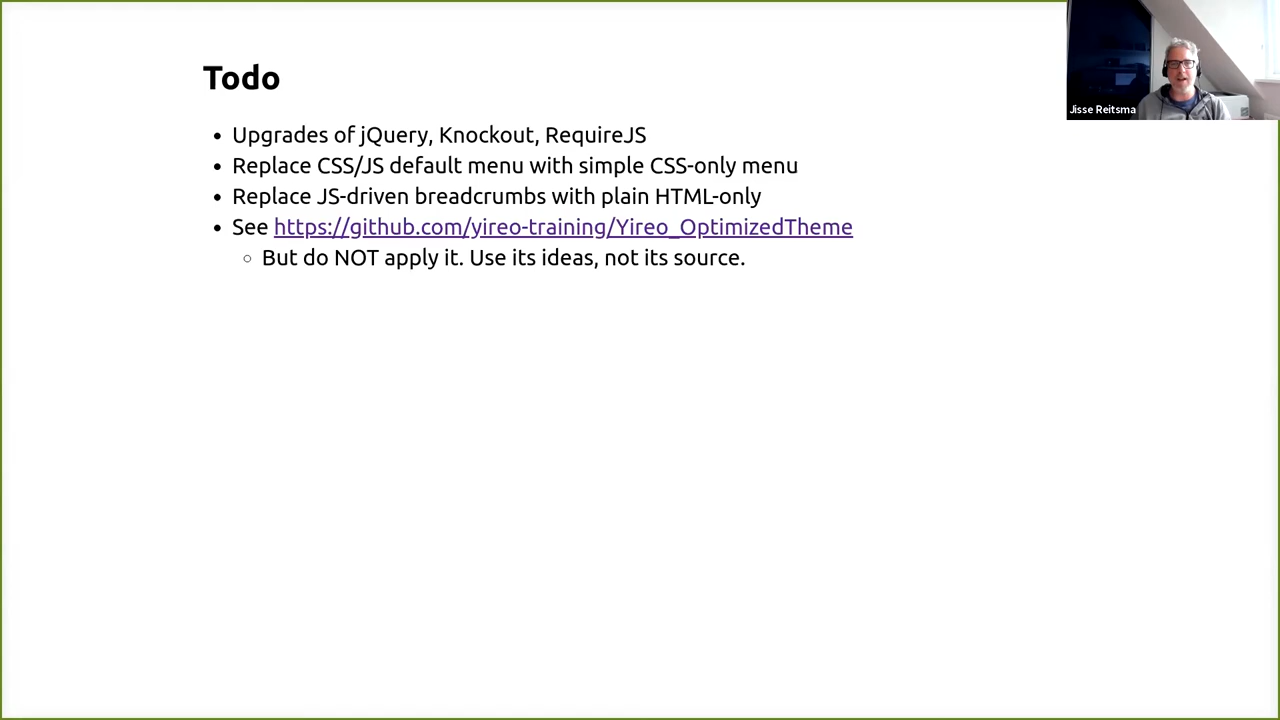 Todo
Upgrades of jQuery, Knockout, RequireJS
Replace CSS/JS default menu with simple CSS-only menu
Replace JS-driven breadcrumbs with plain HTML-only
See https://github.com/yireo-training/Yireo_OptimizedTheme
But do NOT apply it. Use its ideas, not its source.
Jisse Reitsma